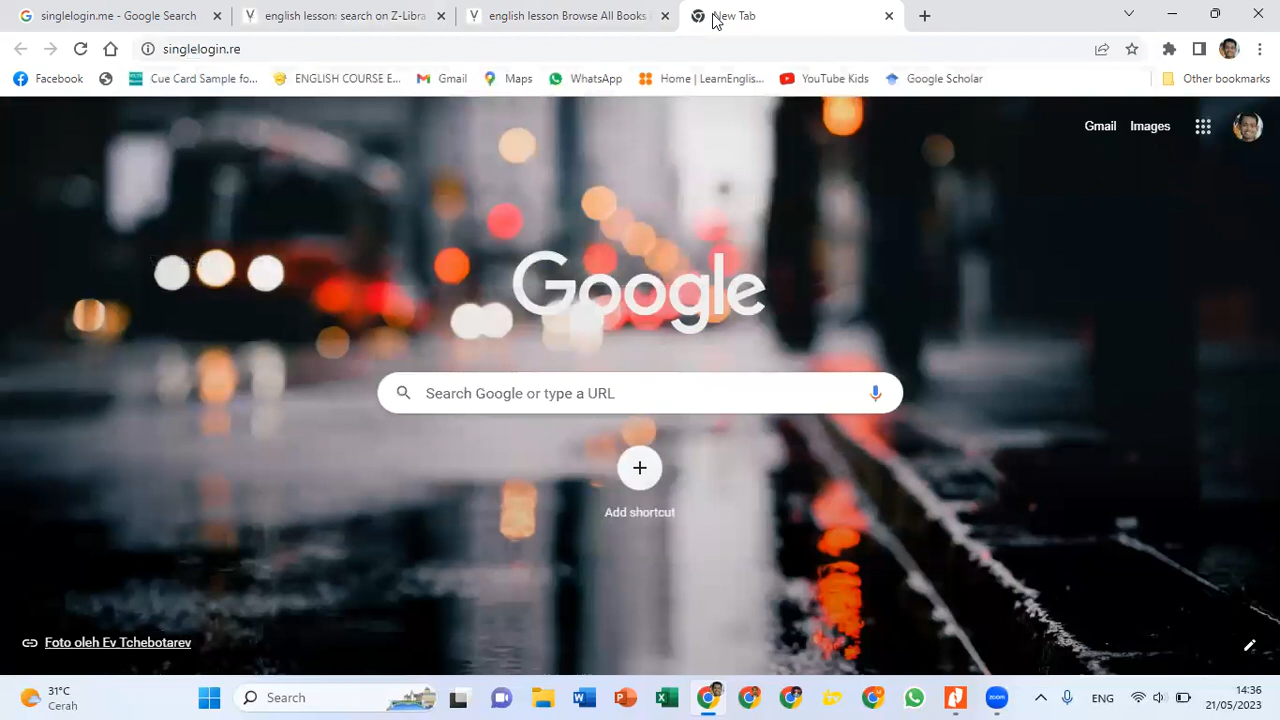 singlelogin.me - Google Search
english lesson: search on Z-Libra
english lesson Browse All Books i
New Tab
singlelogin.re
Facebook
Cue Card Sample fo...
ENGLISH COURSE E...
Gmail
Maps
WhatsApp
Home | LearnEnglis...
YouTube Kids
Google Scholar
Other bookmarks
Gmail
Images
Google
Search Google or type a URL
Add shortcut
Foto oleh Ev Tchebotarev
31°C
Cerah
Search
ENG
14:36
21/05/2023
zoom